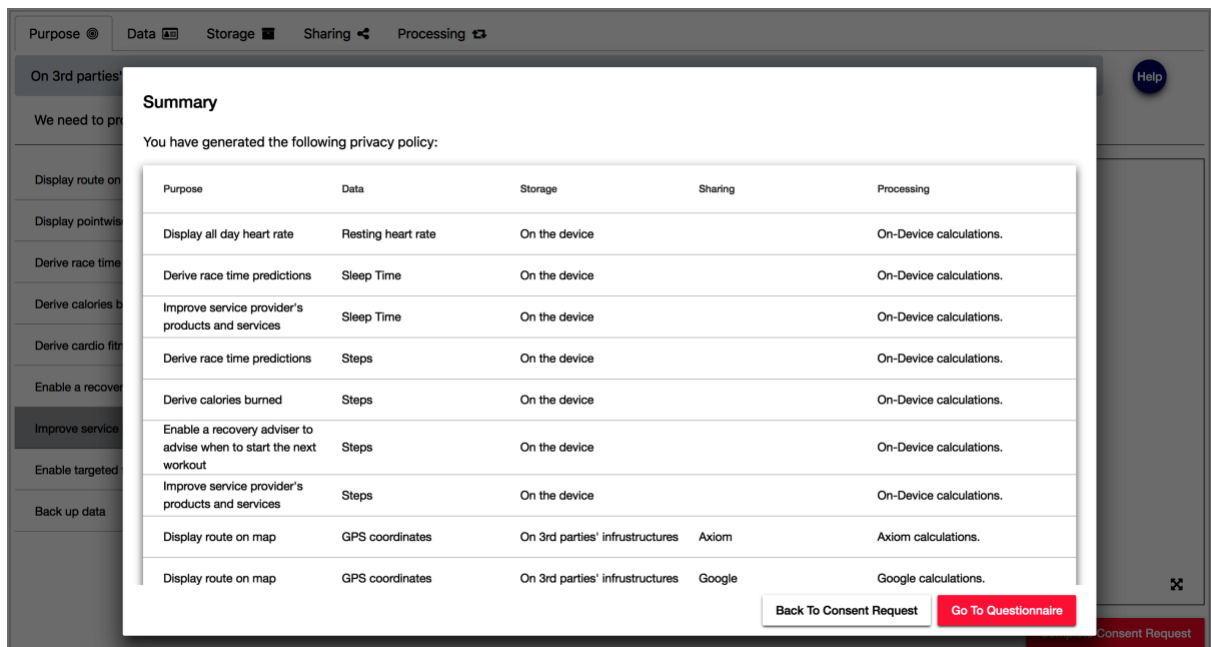 Purpose Data Storage Sharing Processing
On 3rd parties'
Help
We need to
Summary
You have generated the following privacy policy:
Purpose Data Storage Sharing Processing
Display all day heart rate Resting heart rate On the device On-Device calculations.
Derive race time predictions Sleep Time On the device On-Device calculations.
Improve service provider's
products and services Sleep Time On the device On-Device calculations.
Derive race time predictions Steps On the device On-Device calculations.
Derive calories burned Steps On the device On-Device calculations.
Enable a recovery adviser to
advise when to start the next
workout Steps On the device On-Device calculations.
Improve service provider's
products and services Steps On the device On-Device calculations.
Display route on map GPS coordinates On 3rd parties' infrustructures Axiom Axiom calculations.
Display route on map GPS coordinates On 3rd parties' infrustructures Google Google calculations.
Back To Consent Request Go To Questionnaire
Display route on
Display
Derive race time
Derive calories
Derive cardio
Enable a
Improve service
Enable targeted
Back up data
Consent Request